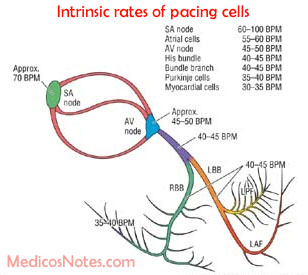 Intrinsic rates of pacing cells
SA node 60–100 BPM
Atrial cells 55–60 BPM
AV node 45–50 BPM
His bundle 40–45 BPM
Bundle branch 40–45 BPM
Purkinje cells 35–40 BPM
Myocardial cells 30–35 BPM
Approx.
70 BPM
SA
node
Approx.
45–50 BPM
AV
node
40–45 BPM
40–45 BPM
LBB
RBB
LPF
35–40 BPM
LAF
MedicosNotes.com